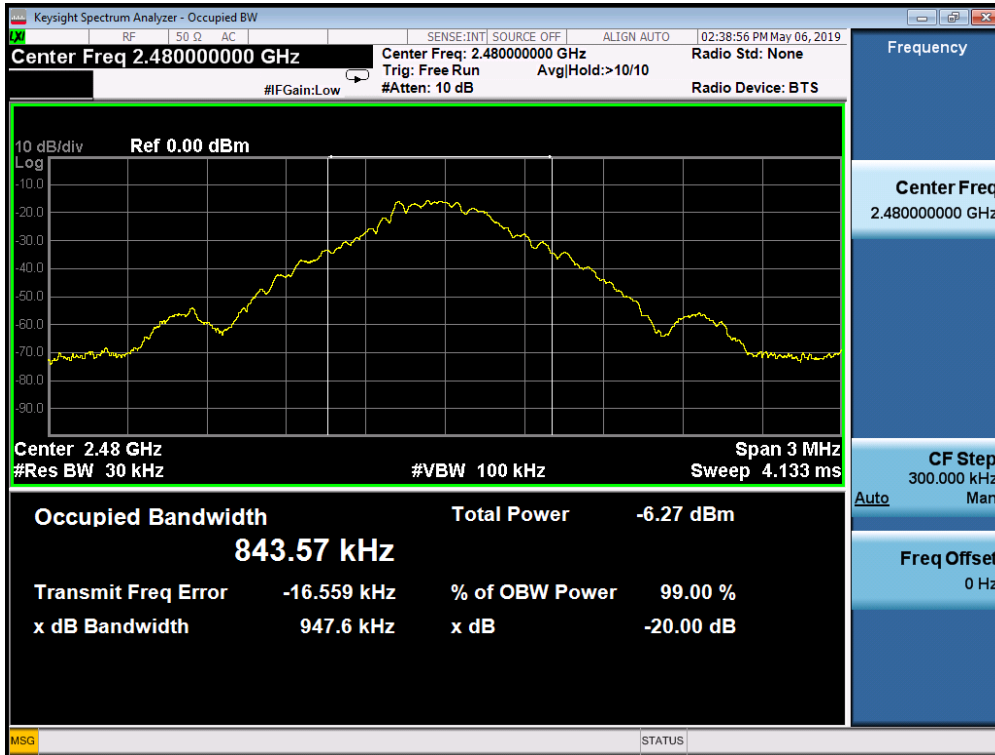 Keysight Spectrum Analyzer - Occupied BW
LXI RF 50 Ω AC SENSE:INT SOURCE OFF ALIGN AUTO 02:38:56 PM May 06, 2019
Center Freq 2.480000000 GHz
Center Freq: 2.480000000 GHz Radio Std: None
Trig: Free Run Avg|Hold:>10/10
#IFGain:Low #Atten: 10 dB Radio Device: BTS
10 dB/div Ref 0.00 dBm
Log
-10.0
-20.0
-30.0
-40.0
-50.0
-60.0
-70.0
-80.0
-90.0
Center 2.48 GHz Span 3 MHz
#Res BW 30 kHz #VBW 100 kHz Sweep 4.133 ms
Occupied Bandwidth Total Power -6.27 dBm
843.57 kHz
Transmit Freq Error -16.559 kHz % of OBW Power 99.00 %
x dB Bandwidth 947.6 kHz x dB -20.00 dB
Frequency
Center Freq
2.480000000 GHz
CF Step
300.000 kHz
Auto Man
Freq Offset
0 Hz
MSG STATUS